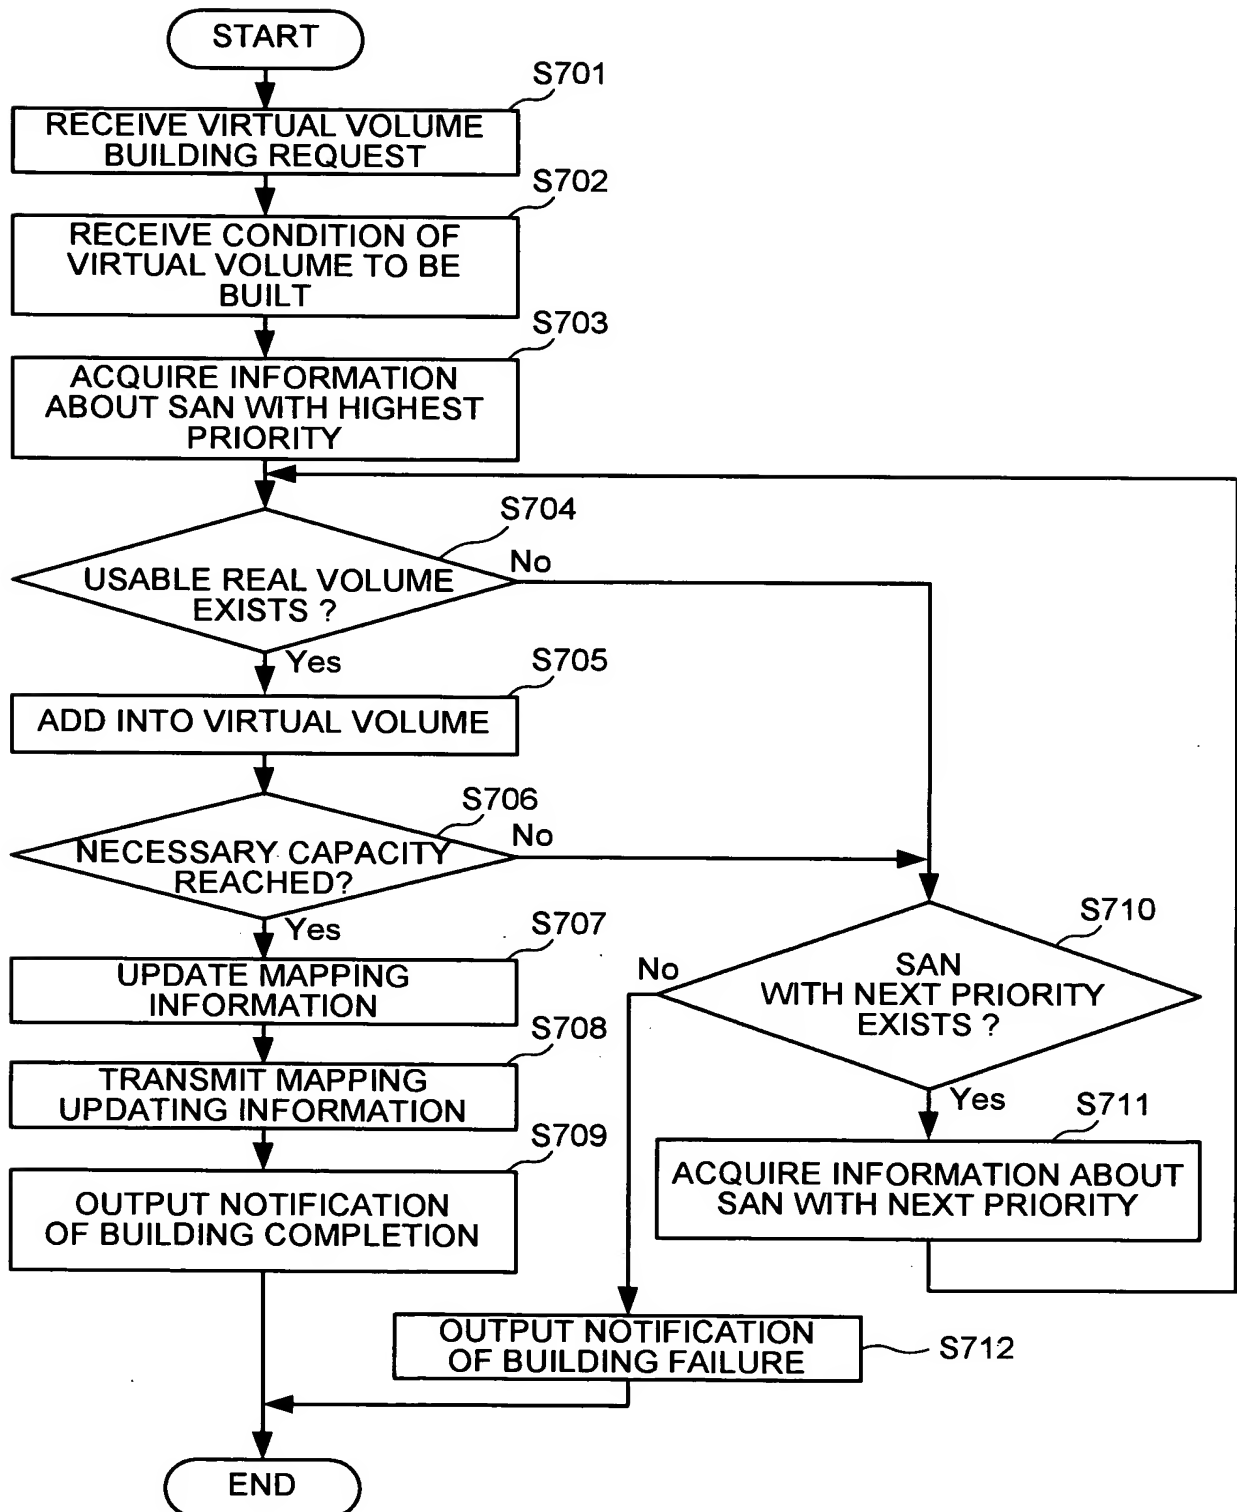 START
S701
RECEIVE VIRTUAL VOLUME
BUILDING REQUEST
S702
RECEIVE CONDITION OF
VIRTUAL VOLUME TO BE
BUILT
S703
ACQUIRE INFORMATION
ABOUT SAN WITH HIGHEST
PRIORITY
S704
USABLE REAL VOLUME
EXISTS ?
No
Yes
S705
ADD INTO VIRTUAL VOLUME
S706
NECESSARY CAPACITY
REACHED?
No
Yes
S707
UPDATE MAPPING
INFORMATION
S708
TRANSMIT MAPPING
UPDATING INFORMATION
S709
OUTPUT NOTIFICATION
OF BUILDING COMPLETION
S710
SAN
WITH NEXT PRIORITY
EXISTS ?
No
Yes
S711
ACQUIRE INFORMATION ABOUT
SAN WITH NEXT PRIORITY
OUTPUT NOTIFICATION
OF BUILDING FAILURE
S712
END